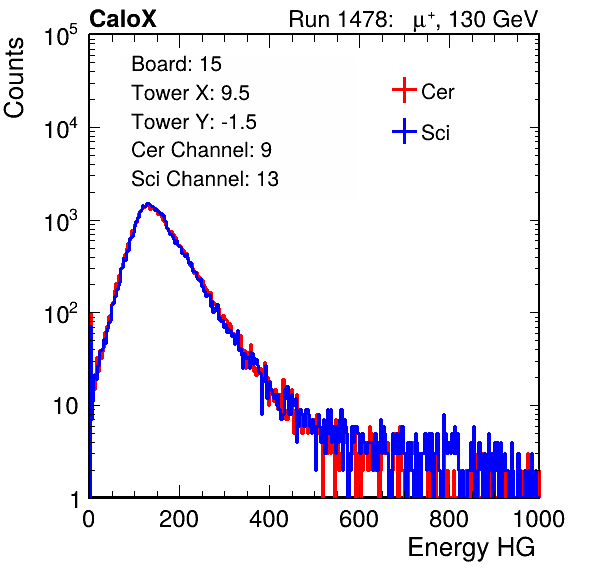 CaloX Run 1478: μ⁺, 130 GeV
Counts
Board: 15
Tower X: 9.5
Tower Y: -1.5
Cer Channel: 9
Sci Channel: 13
Cer
Sci
10⁵
10⁴
10³
10²
10
1
0 200 400 600 800 1000
Energy HG